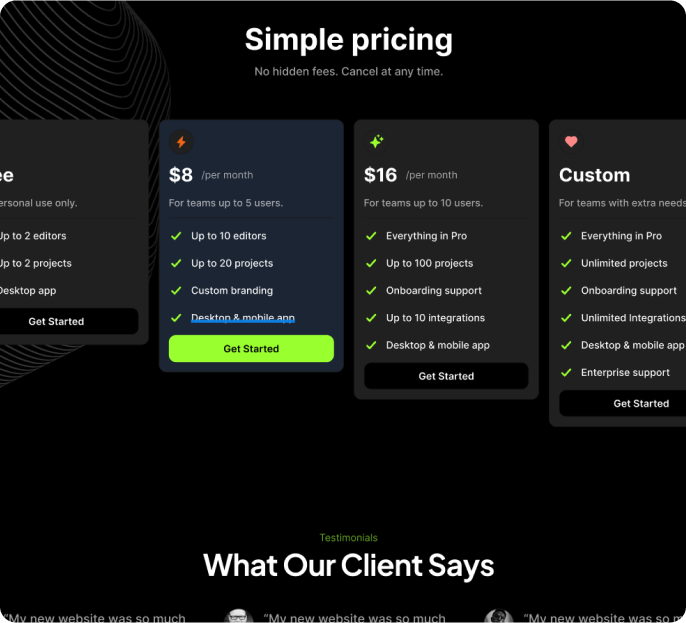 Simple pricing
No hidden fees. Cancel at any time.
ersonal use only.
Up to 2 editors
Up to 2 projects
Desktop app
Get Started
$8 /per month
For teams up to 5 users.
Up to 10 editors
Up to 20 projects
Custom branding
Desktop & mobile app
Get Started
$16 /per month
For teams up to 10 users.
Everything in Pro
Up to 100 projects
Onboarding support
Up to 10 integrations
Desktop & mobile app
Get Started
Custom
For teams with extra needs
Everything in Pro
Unlimited projects
Onboarding support
Unlimited Integrations
Desktop & mobile app
Enterprise support
Get Started
Testimonials
What Our Client Says
“My new website was so much
“My new website was so much
“My new website was so m